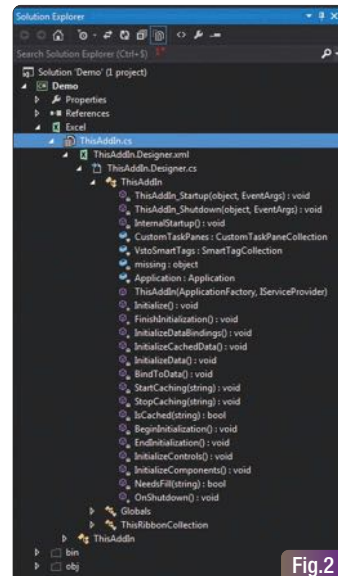 Solution Explorer
Search Solution Explorer (Ctrl+$)
Solution 'Demo' (1 project)
Demo
Properties
References
Excel
ThisAddIn.cs
ThisAddIn.Designer.xml
ThisAddIn.Designer.cs
ThisAddIn
ThisAddIn_Startup(object, EventArgs) : void
ThisAddIn_Shutdown(object, EventArgs) : void
InternalStartup() : void
CustomTaskPanes : CustomTaskPaneCollection
VstoSmartTags : SmartTagCollection
missing : object
Application : Application
ThisAddIn(ApplicationFactory, IServiceProvider)
Initialize() : void
FinishInitialization() : void
InitializeDataBindings() : void
InitializeCachedData() : void
InitializeData() : void
BindToData() : void
StartCaching(string) : void
StopCaching(string) : void
IsCached(string) : bool
BeginInitialization() : void
EndInitialization() : void
InitializeControls() : void
InitializeComponents() : void
NeedsFill(string) : bool
OnShutdown() : void
Globals
ThisRibbonCollection
ThisAddIn
bin
obj
Fig.2